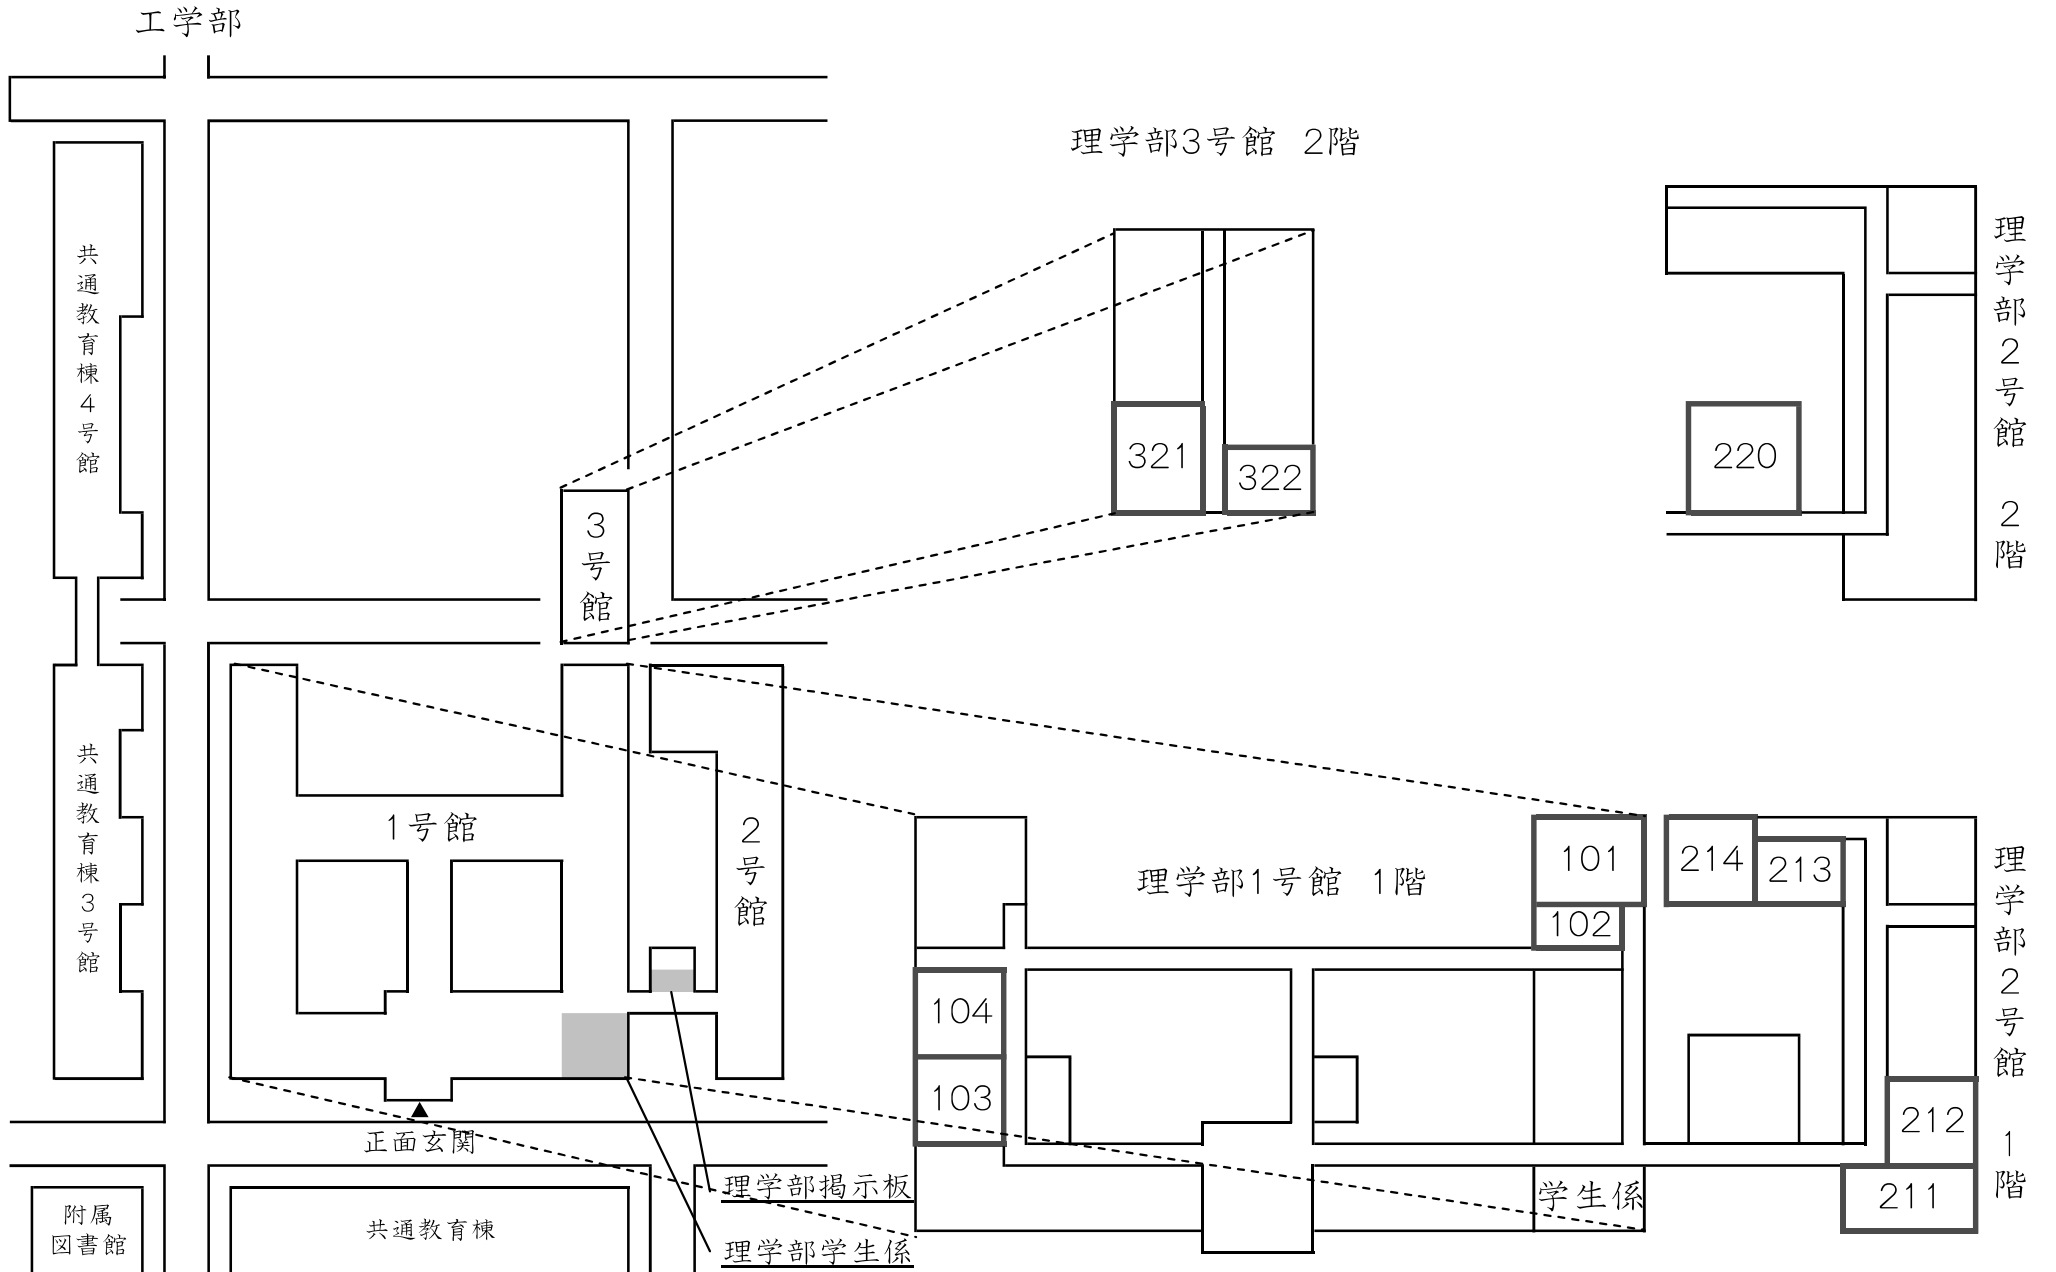 工学部
理学部3号館 2階
共通教育棟4号館
321
322
220
理学部2号館 2階
3号館
共通教育棟3号館
1号館
2号館
理学部1号館 1階
101
102
214
213
104
103
理学部2号館 1階
212
211
正面玄関
学生係
理学部掲示板
理学部学生係
附属
図書館
共通教育棟